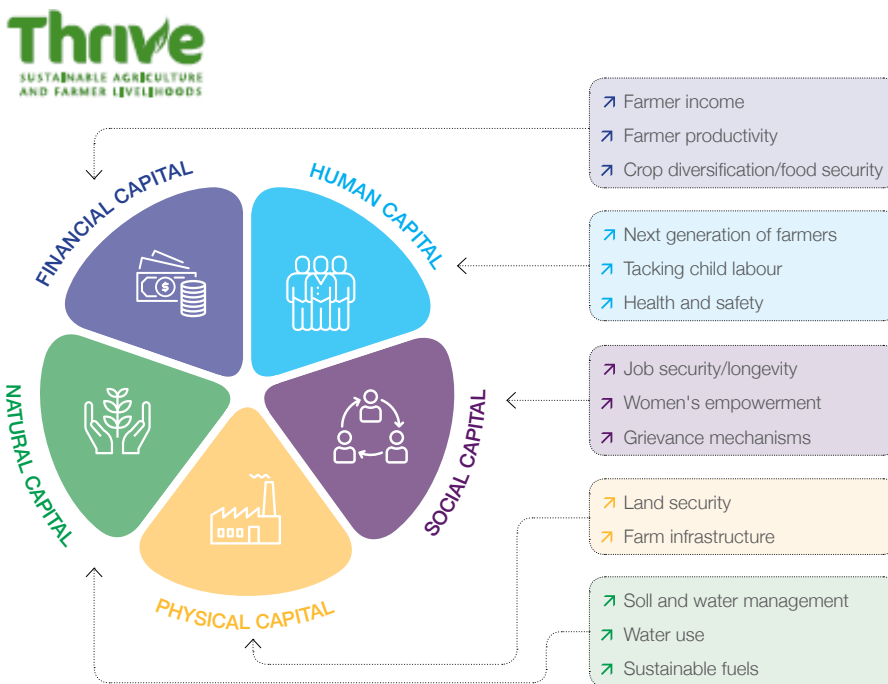 Thrive
SUSTAINABLE AGRICULTURE
AND FARMER LIVELIHOODS
FINANCIAL CAPITAL
HUMAN CAPITAL
SOCIAL CAPITAL
PHYSICAL CAPITAL
NATURAL CAPITAL
$
Farmer income
Farmer productivity
Crop diversification/food security
Next generation of farmers
Tacking child labour
Health and safety
Job security/longevity
Women's empowerment
Grievance mechanisms
Land security
Farm infrastructure
Soll and water management
Water use
Sustainable fuels